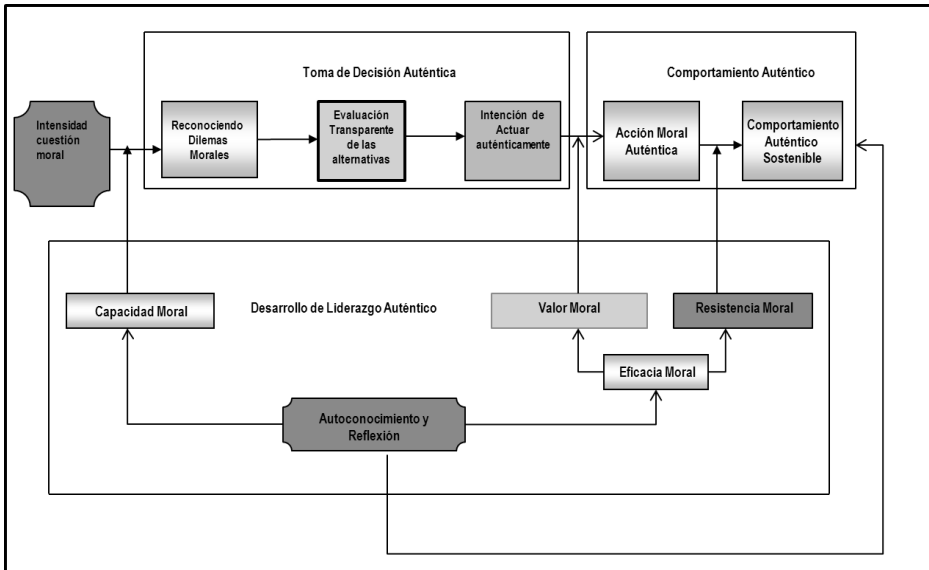 Toma de Decisión Auténtica
Comportamiento Auténtico
Intensidad
cuestión
moral
Reconociendo
Dilemas
Morales
Evaluación
Transparente
de las
alternativas
Intención de
Actuar
auténticamente
Acción Moral
Auténtica
Comportamiento
Auténtico
Sostenible
Capacidad Moral
Desarrollo de Liderazgo Auténtico
Valor Moral
Resistencia Moral
Eficacia Moral
Autoconocimiento y
Reflexión